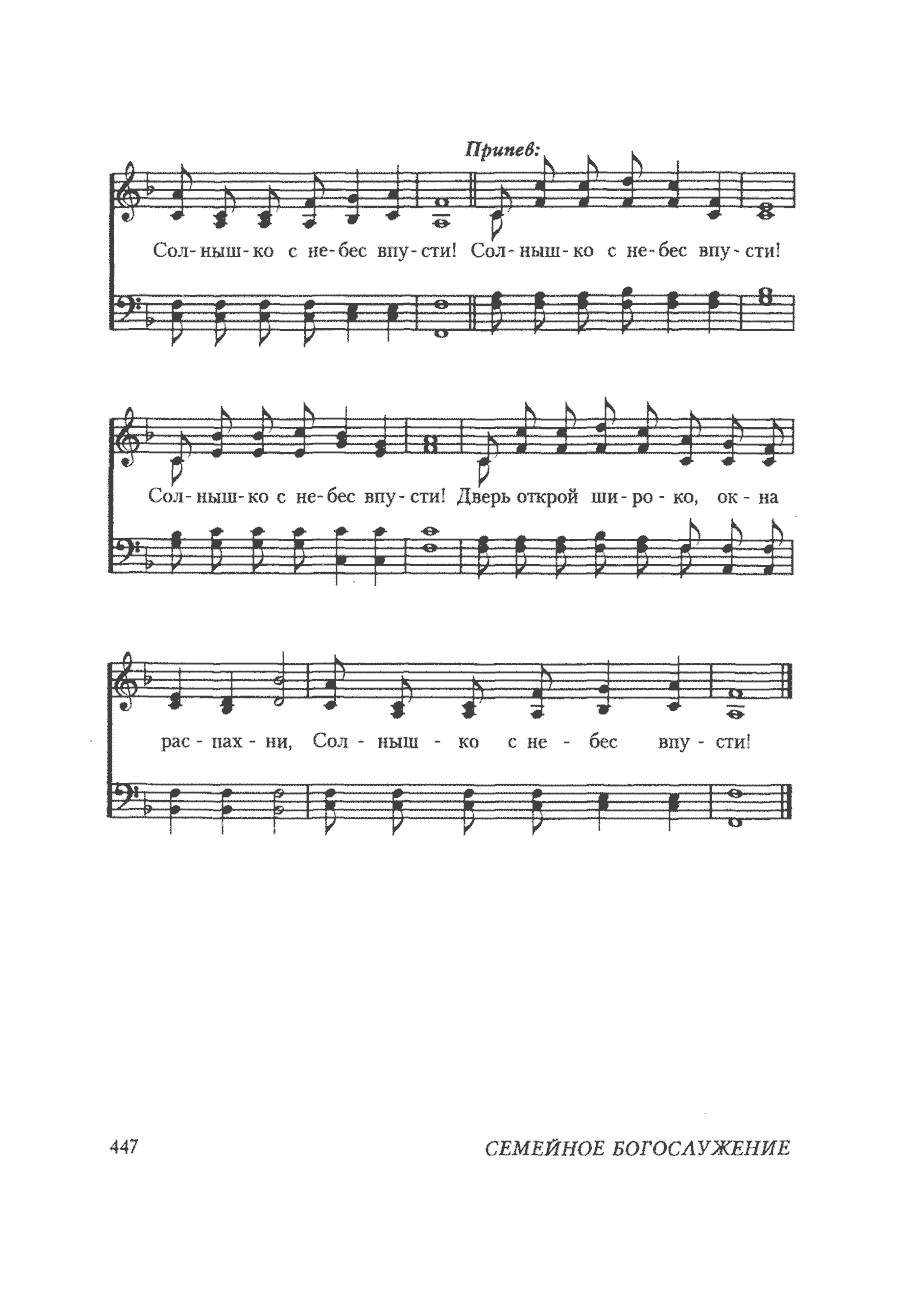 Припев:
Сол- ныш- ко с не- бес впу- сти! Сол- ныш- ко с не- бес впу- сти!
Сол- ныш- ко с не- бес впу- сти! Дверь открой ши - ро - ко, ок - на
рас - пах - ни, Сол - ныш - ко с не - бес впу - сти!
447 СЕМЕЙНОЕ БОГОСЛУЖЕНИЕ